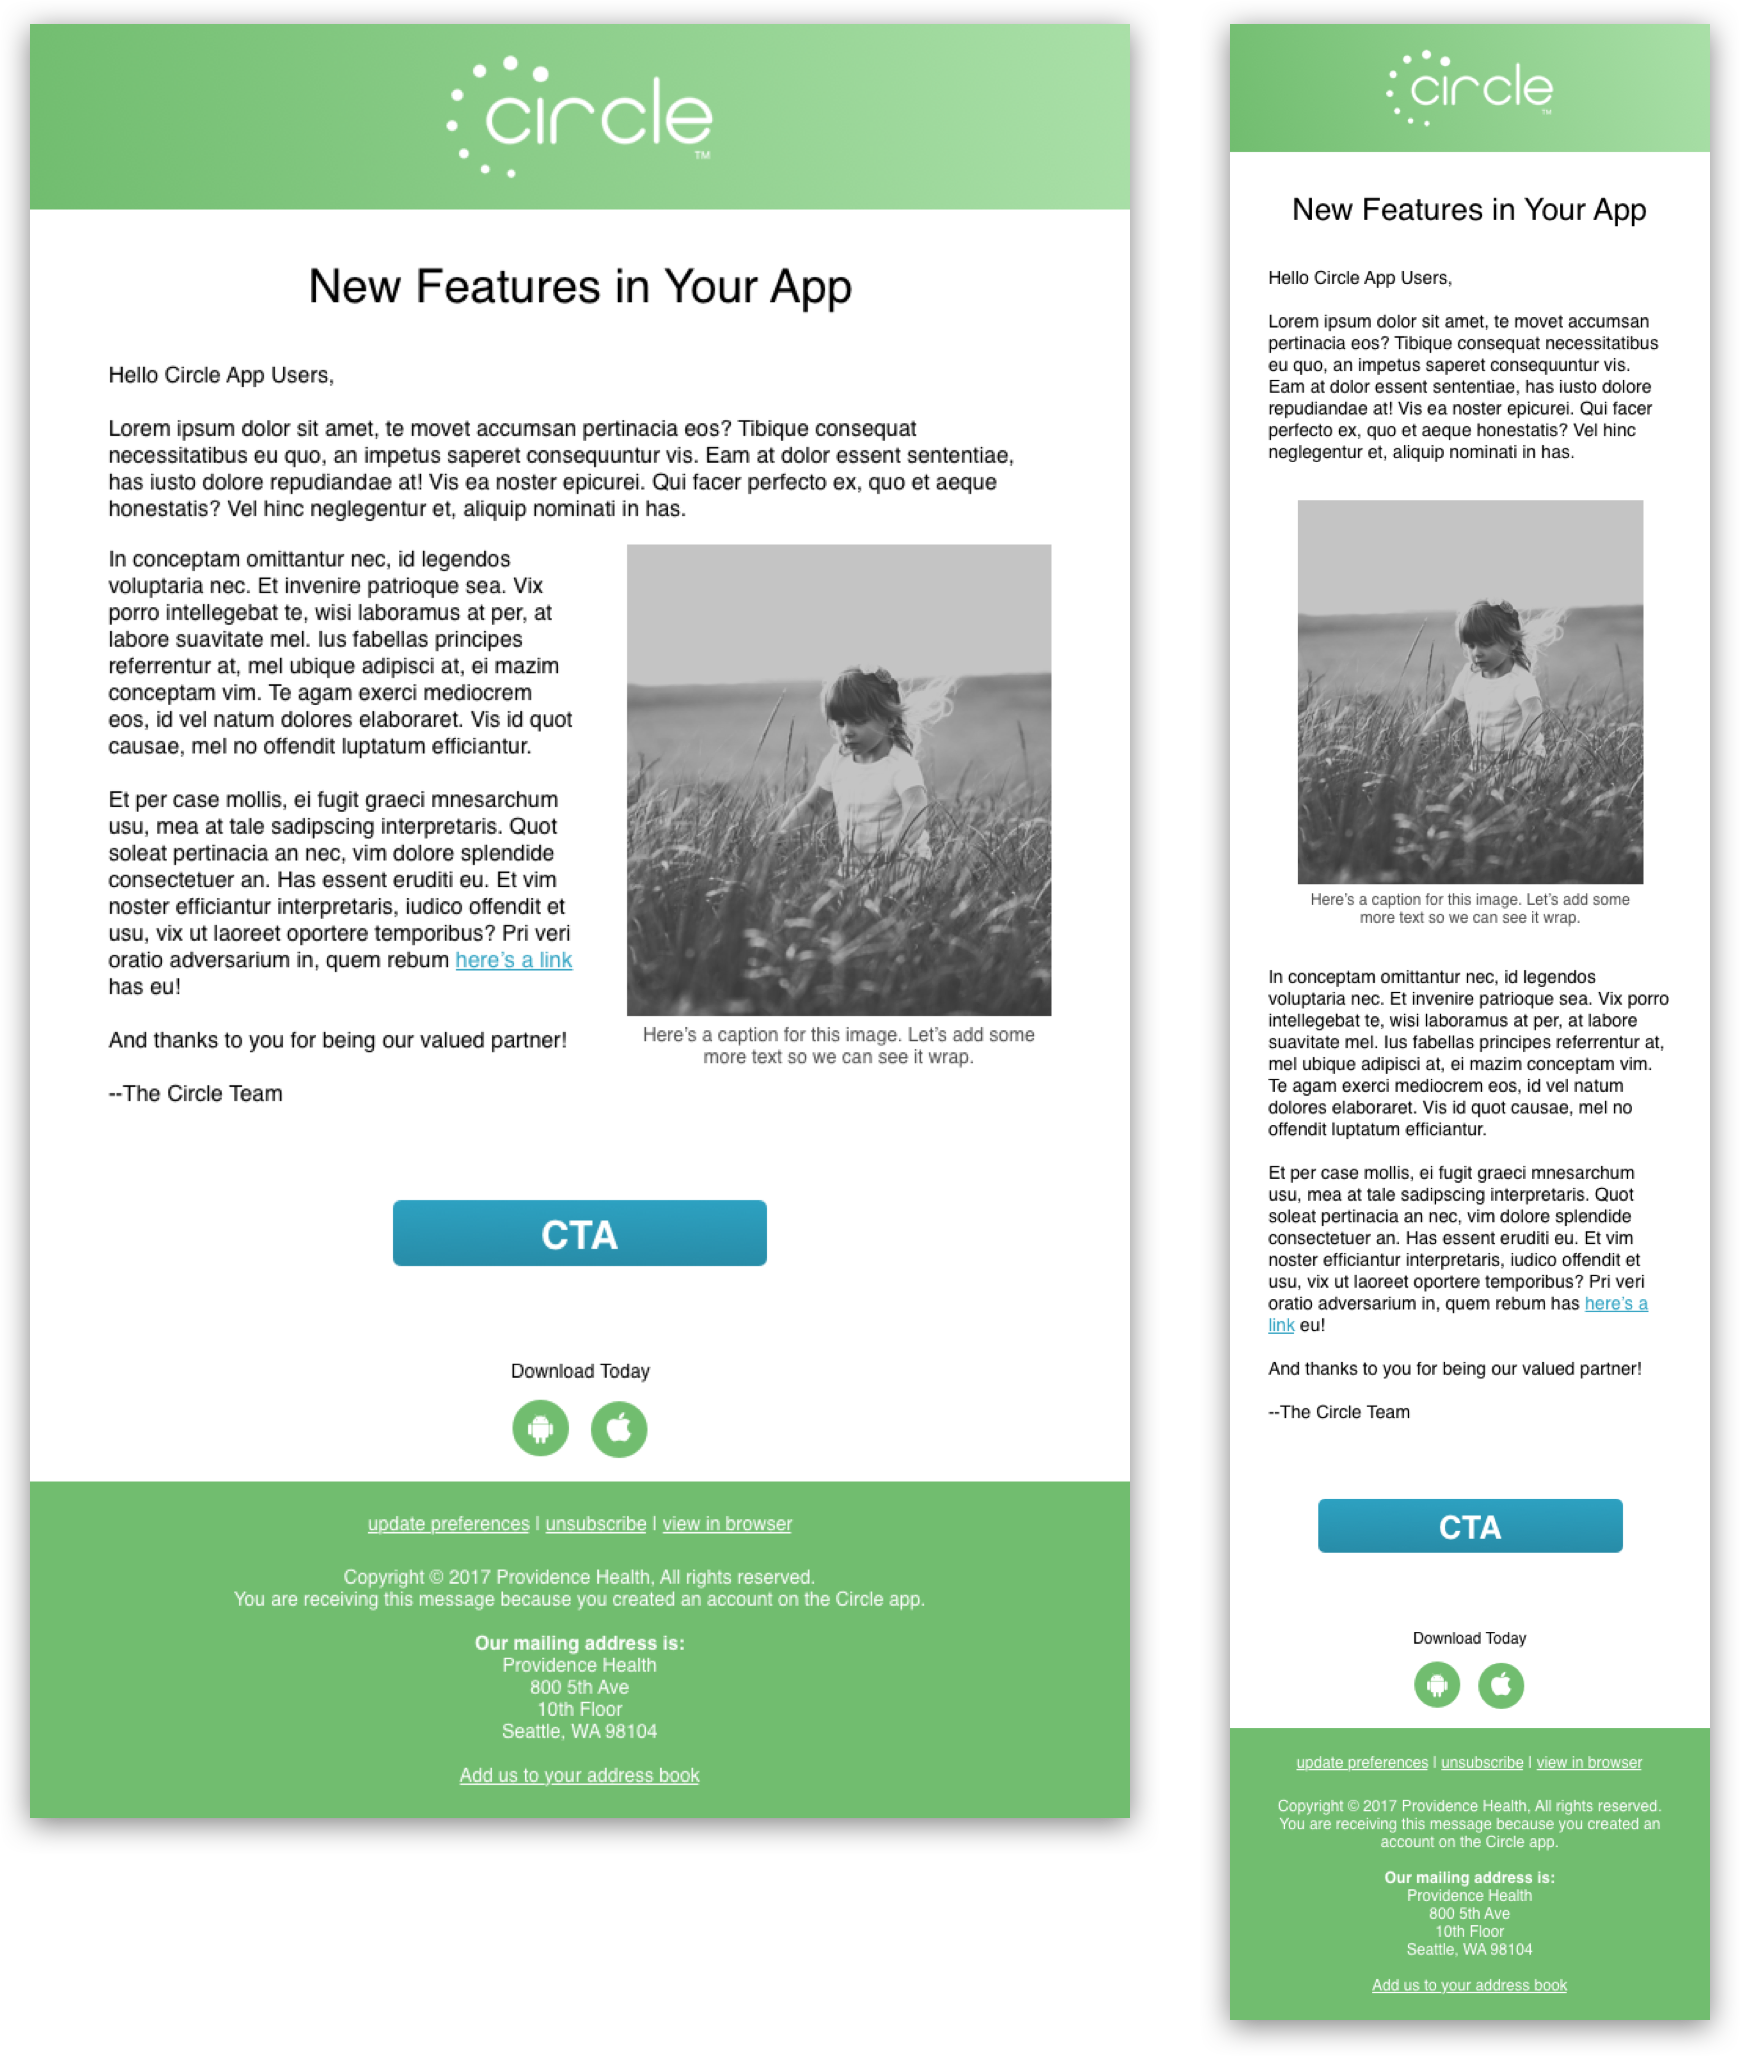 circle
TM
New Features in Your App
Hello Circle App Users,
Lorem ipsum dolor sit amet, te movet accumsan pertinacia eos? Tibique consequat
necessitatibus eu quo, an impetus saperet consequuntur vis. Eam at dolor essent sententiae,
has iusto dolore repudiandae at! Vis ea noster epicurei. Qui facer perfecto ex, quo et aeque
honestatis? Vel hinc neglegentur et, aliquip nominati in has.
In conceptam omittantur nec, id legendos
voluptaria nec. Et invenire patrioque sea. Vix
porro intellegebat te, wisi laboramus at per, at
labore suavitate mel. Ius fabellas principes
referrentur at, mel ubique adipisci at, ei mazim
conceptam vim. Te agam exerci mediocrem
eos, id vel natum dolores elaboraret. Vis id quot
causae, mel no offendit luptatum efficiantur.
Et per case mollis, ei fugit graeci mnesarchum
usu, mea at tale sadipscing interpretaris. Quot
soleat pertinacia an nec, vim dolore splendide
consectetuer an. Has essent eruditi eu. Et vim
noster efficiantur interpretaris, iudico offendit et
usu, vix ut laoreet oportere temporibus? Pri veri
oratio adversarium in, quem rebum here's a link
has eu!
And thanks to you for being our valued partner!
--The Circle Team
Here's a caption for this image. Let's add some
more text so we can see it wrap.
CTA
Download Today
update preferences | unsubscribe | view in browser
Copyright © 2017 Providence Health, All rights reserved.
You are receiving this message because you created an account on the Circle app.
Our mailing address is:
Providence Health
800 5th Ave
10th Floor
Seattle, WA 98104
Add us to your address book
circle
TM
New Features in Your App
Hello Circle App Users,
Lorem ipsum dolor sit amet, te movet accumsan
pertinacia eos? Tibique consequat necessitatibus
eu quo, an impetus saperet consequuntur vis.
Eam at dolor essent sententiae, has iusto dolore
repudiandae at! Vis ea noster epicurei. Qui facer
perfecto ex, quo et aeque honestatis? Vel hinc
neglegentur et, aliquip nominati in has.
Here's a caption for this image. Let's add some
more text so we can see it wrap.
In conceptam omittantur nec, id legendos
voluptaria nec. Et invenire patrioque sea. Vix porro
intellegebat te, wisi laboramus at per, at labore
suavitate mel. Ius fabellas principes referrentur at,
mel ubique adipisci at, ei mazim conceptam vim.
Te agam exerci mediocrem eos, id vel natum
dolores elaboraret. Vis id quot causae, mel no
offendit luptatum efficiantur.
Et per case mollis, ei fugit graeci mnesarchum
usu, mea at tale sadipscing interpretaris. Quot
soleat pertinacia an nec, vim dolore splendide
consectetuer an. Has essent eruditi eu. Et vim
noster efficiantur interpretaris, iudico offendit et
usu, vix ut laoreet oportere temporibus? Pri veri
oratio adversarium in, quem rebum has here's a
link eu!
And thanks to you for being our valued partner!
--The Circle Team
CTA
Download Today
update preferences | unsubscribe | view in browser
Copyright © 2017 Providence Health, All rights reserved.
You are receiving this message because you created an
account on the Circle app.
Our mailing address is:
Providence Health
800 5th Ave
10th Floor
Seattle, WA 98104
Add us to your address book